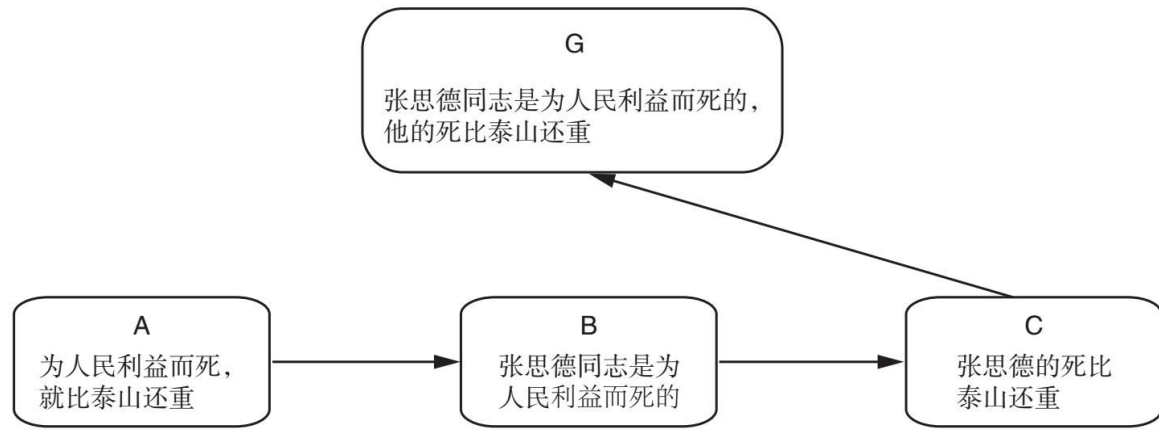 G
张思德同志是为人民利益而死的，
他的死比泰山还重
A
为人民利益而死，
就比泰山还重
B
张思德同志是为
人民利益而死的
C
张思德的死比
泰山还重